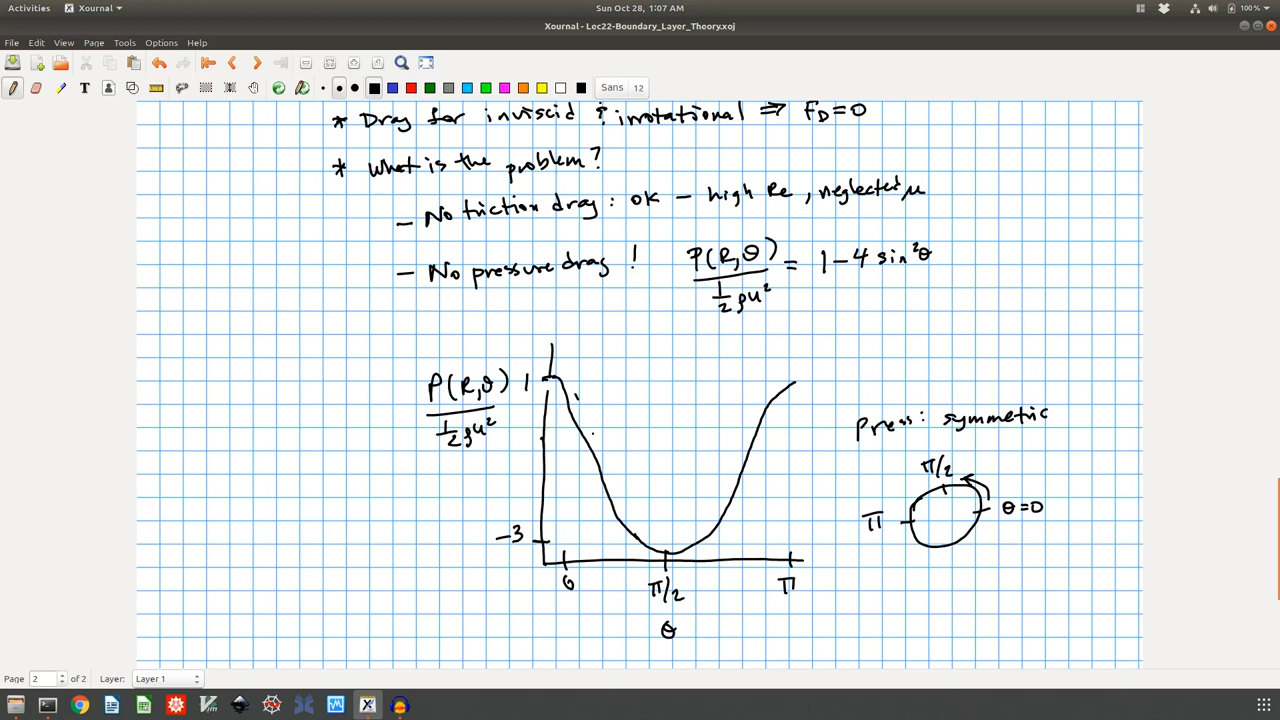 Activities
Xournal
Sun Oct 28, 1:07 AM
100 %
Xournal - Lec22-Boundary_Layer_Theory.xoj
File Edit View Page Tools Options Help
Sans 12
* Drag for inviscid & irrotational ⇒ F_D = 0
* What is the problem?
– No friction drag : ok – high Re, neglected μ
– No pressure drag ! P(R,θ) / ½ρu² = 1 – 4 sin²θ
P(R,θ) / ½ρu²
1
-3
0 π/2 π
θ
Press: symmetric
π/2
π
θ=0
Page 2 of 2 Layer: Layer 1